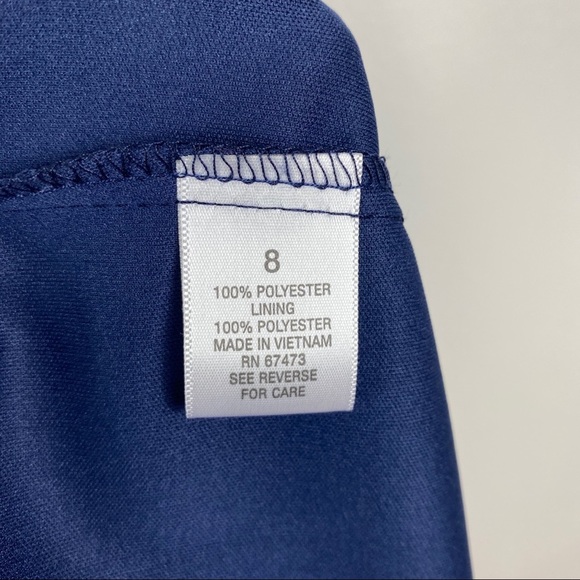 8
100% POLYESTER
LINING
100% POLYESTER
MADE IN VIETNAM
RN 67473
SEE REVERSE
FOR CARE